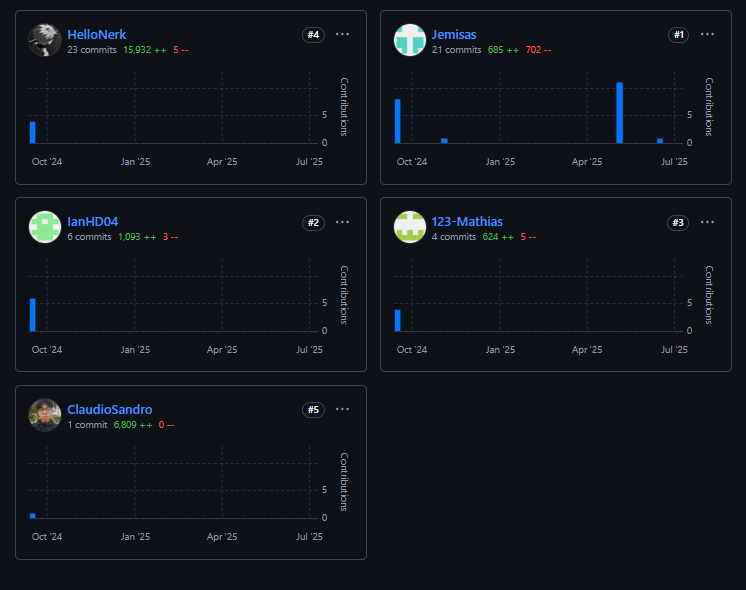 HelloNerk
#4
23 commits 15,932 ++ 5 --
Contributions
5
0
Oct '24 Jan '25 Apr '25 Jul '25
Jemisas
#1
21 commits 685 ++ 702 --
Contributions
5
0
Oct '24 Jan '25 Apr '25 Jul '25
IanHD04
#2
6 commits 1,093 ++ 3 --
Contributions
5
0
Oct '24 Jan '25 Apr '25 Jul '25
123-Mathias
#3
4 commits 624 ++ 5 --
Contributions
5
0
Oct '24 Jan '25 Apr '25 Jul '25
ClaudioSandro
#5
1 commit 6,809 ++ 0 --
Contributions
5
0
Oct '24 Jan '25 Apr '25 Jul '25